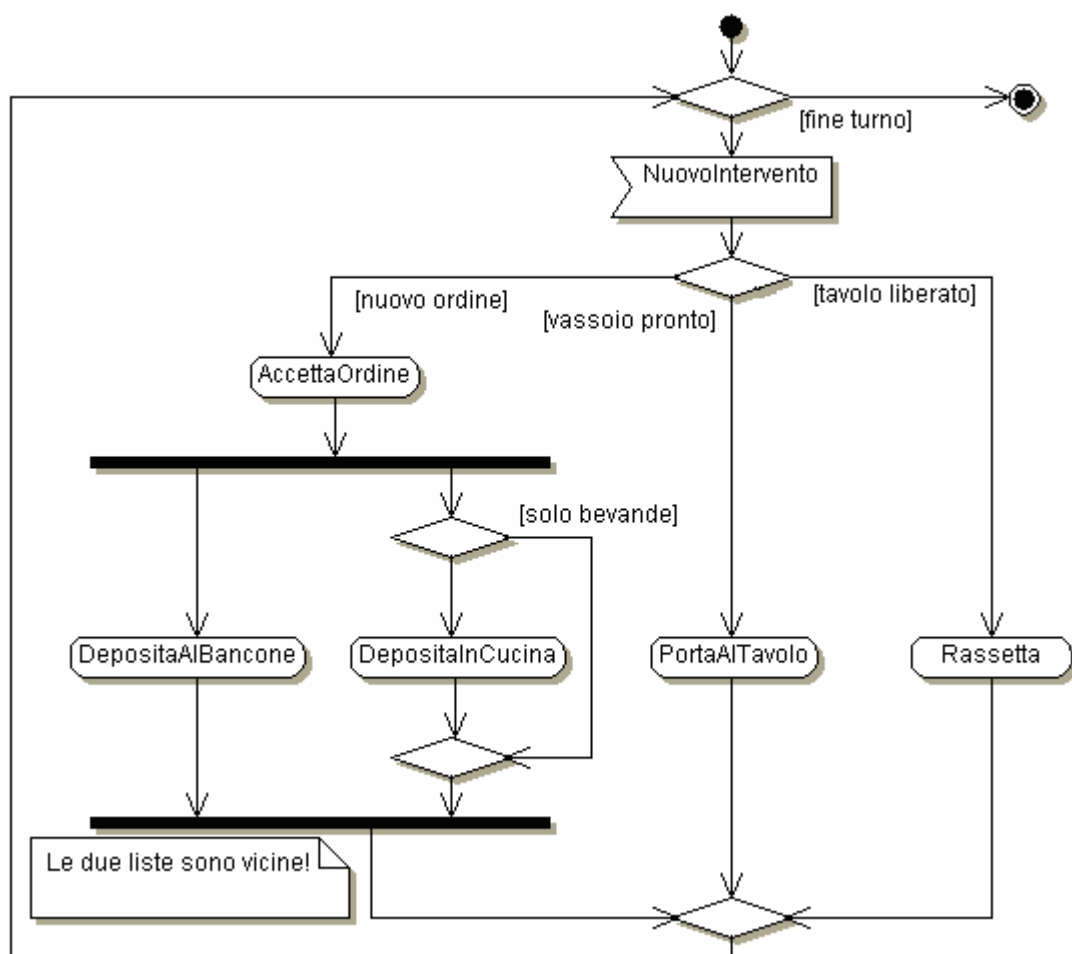 [fine turno]
NuovoIntervento
[nuovo ordine]
[vassoio pronto]
[tavolo liberato]
AccettaOrdine
[solo bevande]
DepositaAlBancone
DepositaInCucina
PortaAlTavolo
Rassetta
Le due liste sono vicine!